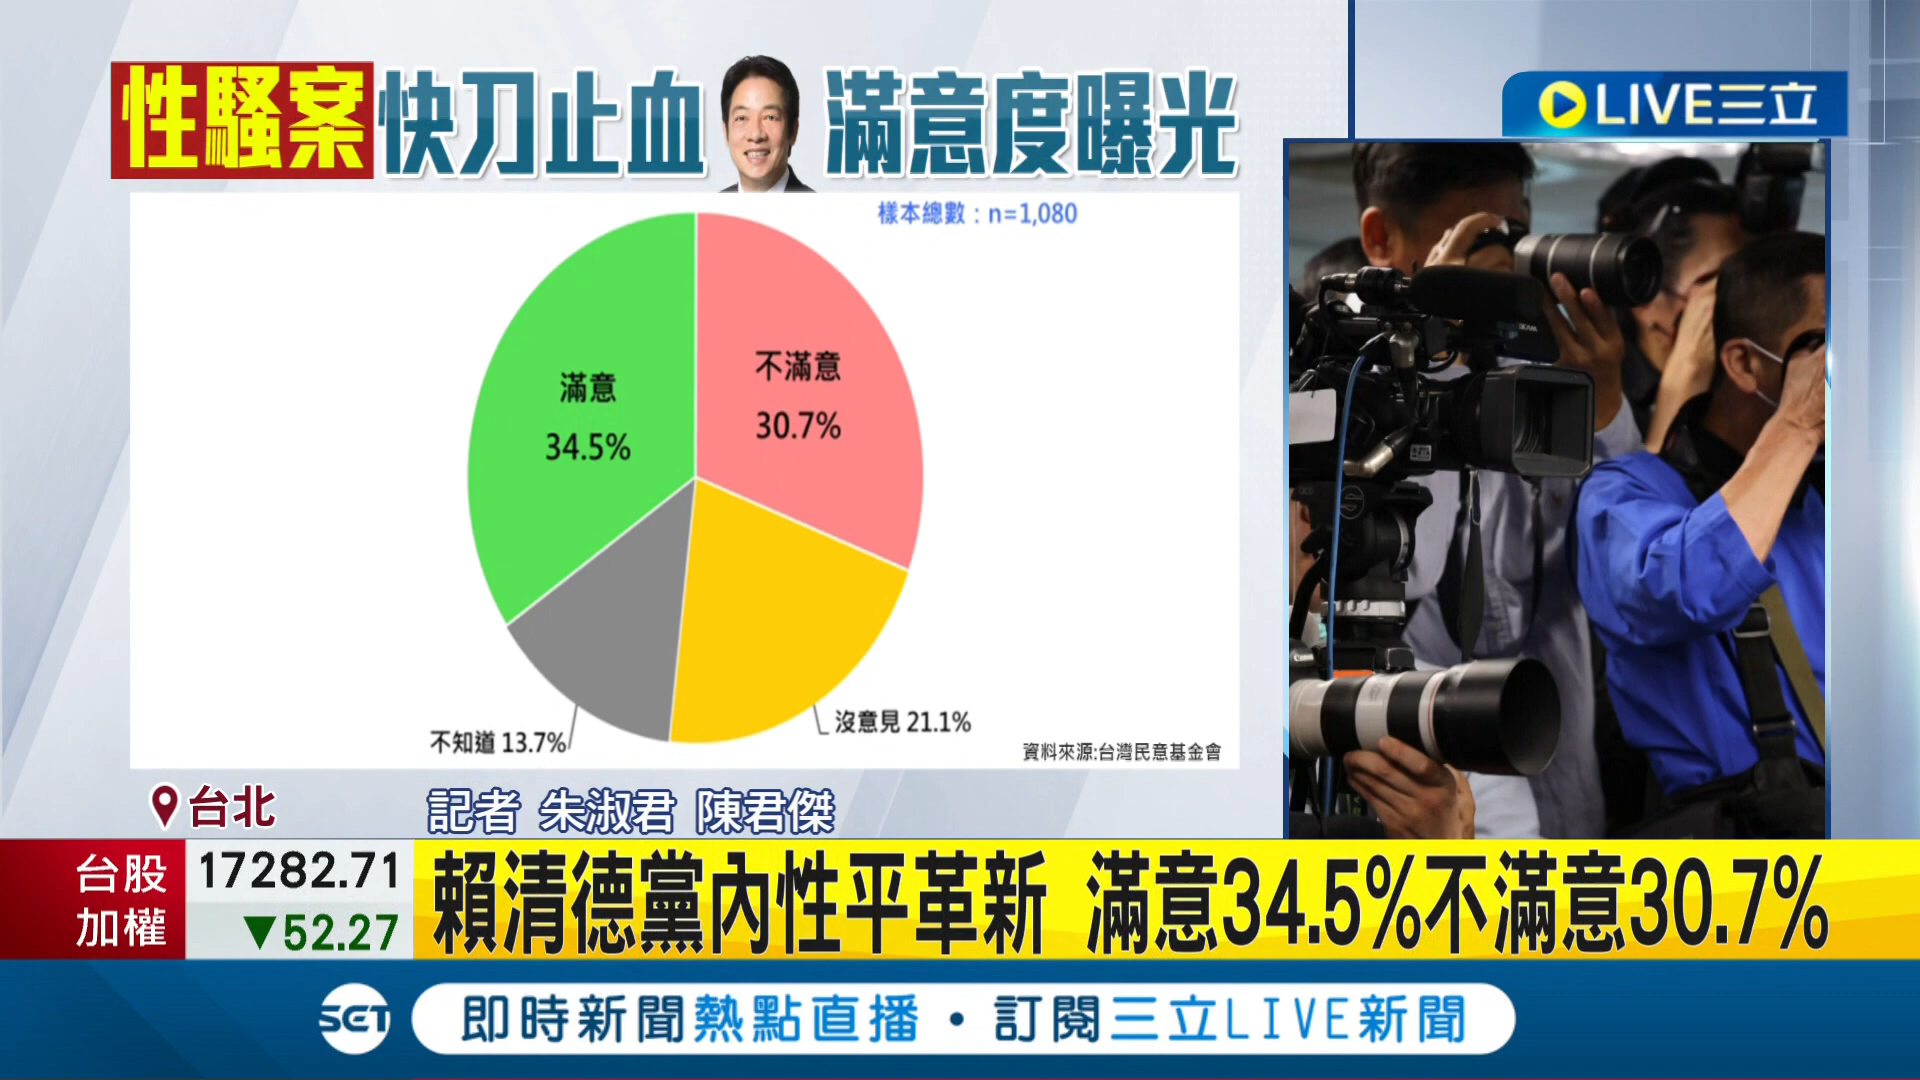 性騷案快刀止血 滿意度曝光
LIVE三立
樣本總數：n=1,080
不滿意
30.7%
滿意
34.5%
沒意見 21.1%
不知道 13.7%
資料來源:台灣民意基金會
台北
記者 朱淑君 陳君傑
台股
加權
17282.71
▼52.27
賴清德黨內性平革新 滿意34.5%不滿意30.7%
SET
即時新聞熱點直播・訂閱三立LIVE新聞
Canon